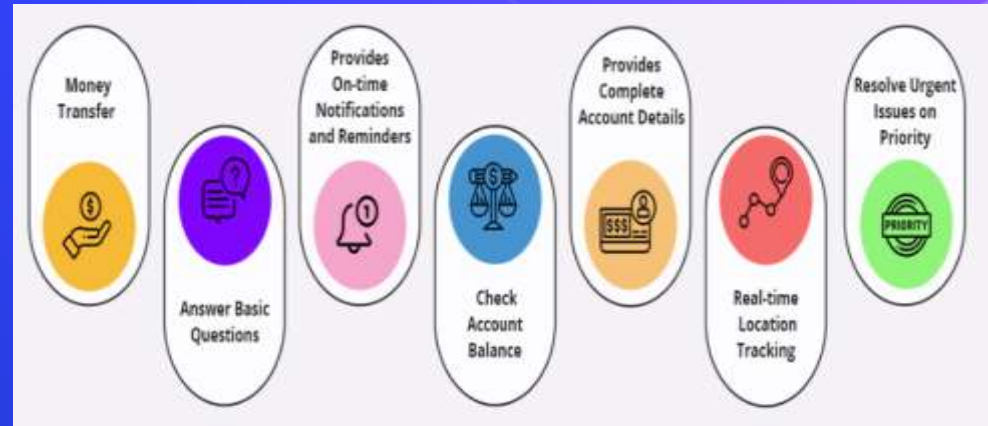 Money
Transfer
Answer Basic
Questions
Provides
On-time
Notifications
and Reminders
1
Check
Account
Balance
$
Provides
Complete
Account Details
$$$
Real-time
Location
Tracking
Resolve Urgent
Issues on
Priority
PRIORITY
$
?